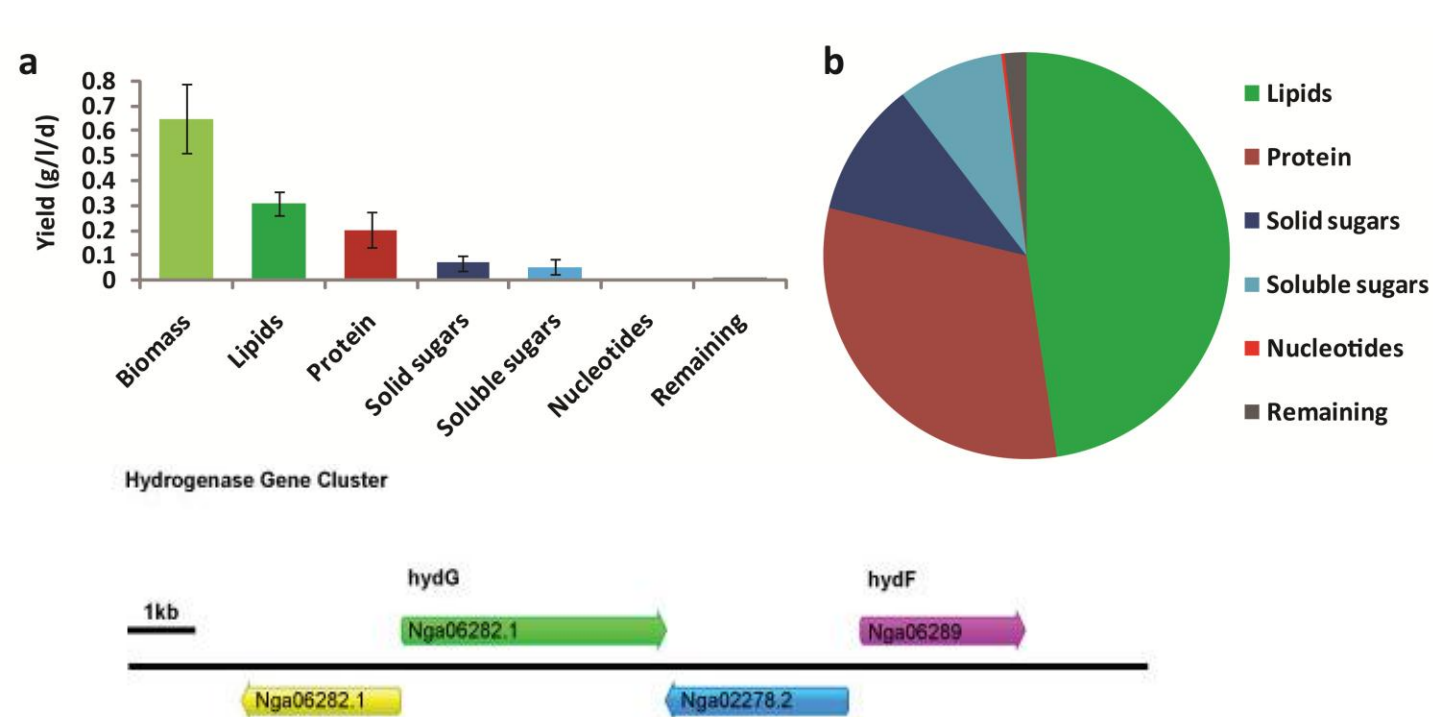 a
Yield (g/l/d)
0.8
0.7
0.6
0.5
0.4
0.3
0.2
0.1
0
Biomass
Lipids
Protein
Solid sugars
Soluble sugars
Nucleotides
Remaining
b
Lipids
Protein
Solid sugars
Soluble sugars
Nucleotides
Remaining
Hydrogenase Gene Cluster
hydG
hydF
1kb
Nga06282.1
Nga06289
Nga06282.1
Nga02278.2